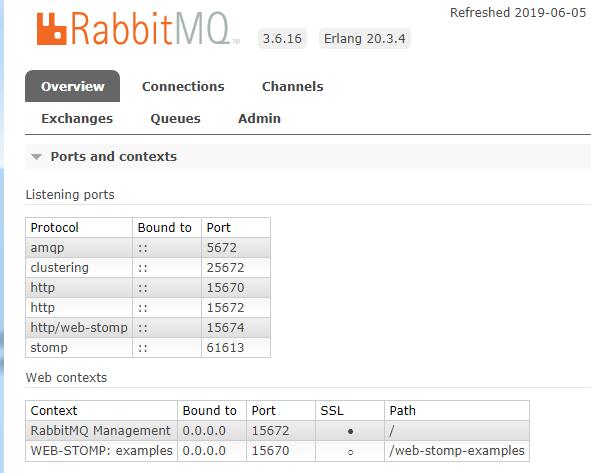 Refreshed 2019-06-05
RabbitMQ™ 3.6.16 Erlang 20.3.4
Overview Connections Channels
Exchanges Queues Admin
Ports and contexts
Listening ports
Protocol Bound to Port
amqp :: 5672
clustering :: 25672
http :: 15670
http :: 15672
http/web-stomp :: 15674
stomp :: 61613
Web contexts
Context Bound to Port SSL Path
RabbitMQ Management 0.0.0.0 15672 ● /
WEB-STOMP: examples 0.0.0.0 15670 ○ /web-stomp-examples